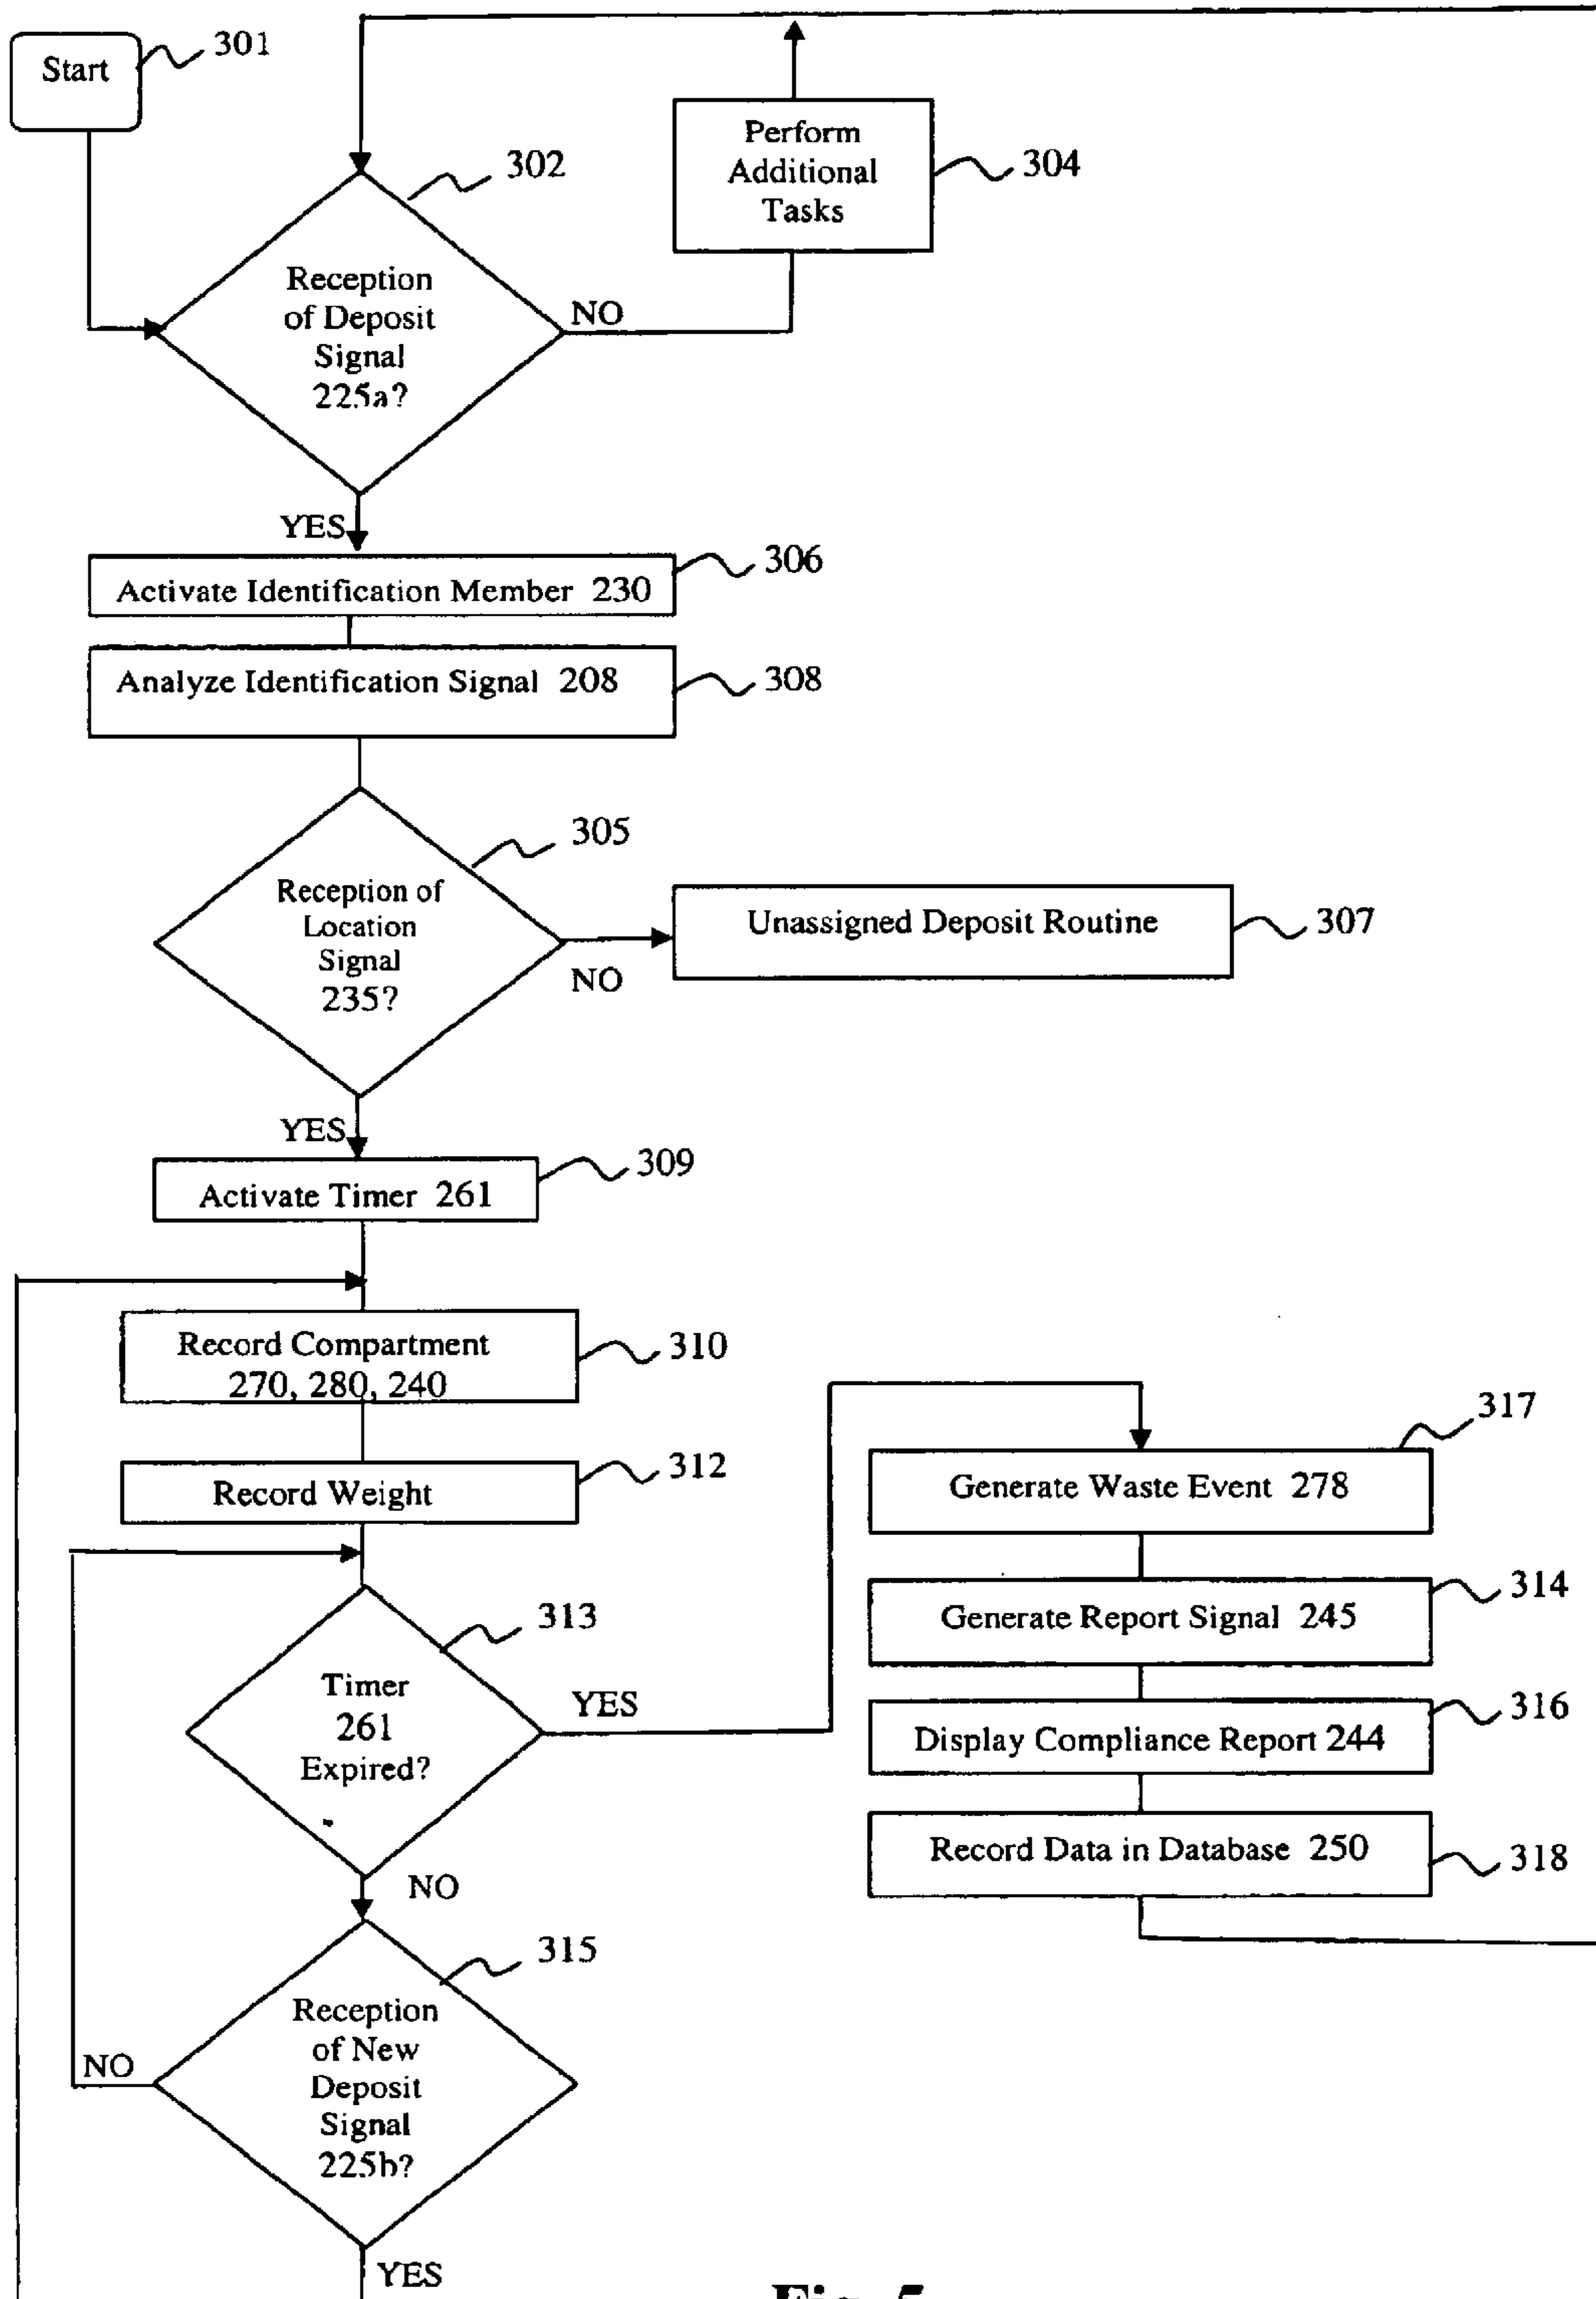 Start
301
Perform
Additional
Tasks
304
302
Reception
of Deposit
Signal
225a?
NO
YES
306
Activate Identification Member 230
Analyze Identification Signal 208
308
305
Reception of
Location
Signal
235?
NO
Unassigned Deposit Routine
307
YES
309
Activate Timer 261
Record Compartment
270, 280, 240
310
Record Weight
312
313
Timer
261
Expired?
YES
NO
317
Generate Waste Event 278
Generate Report Signal 245
314
Display Compliance Report 244
316
Record Data in Database 250
318
315
Reception
of New
Deposit
Signal
225b?
NO
YES